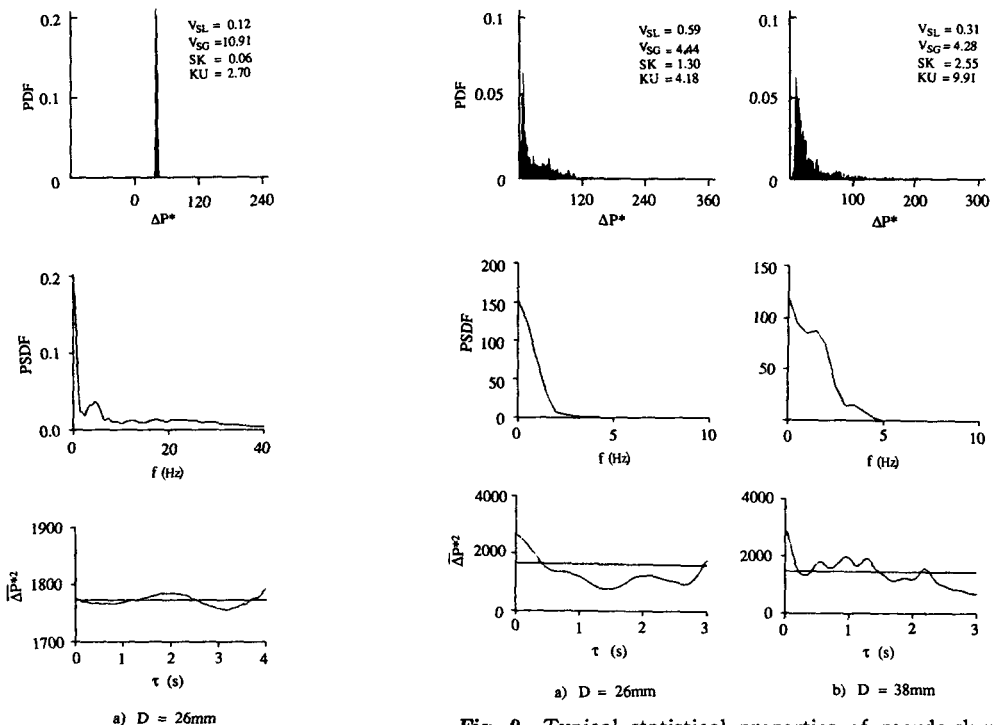 0.2
0.1
0
PDF
V_SL = 0.12
V_SG = 10.91
SK = 0.06
KU = 2.70
0 120 240
ΔP*
0.2
0.1
0.0
PSDF
0 20 40
f (Hz)
1900
1800
1700
ΔP*²
0 1 2 3 4
τ (s)
a) D = 26mm
0.1
0.05
0
PDF
V_SL = 0.59
V_SG = 4.44
SK = 1.30
KU = 4.18
120 240 360
ΔP*
200
150
100
50
0
PSDF
0 5 10
f (Hz)
4000
2000
0
ΔP*²
0 1 2 3
τ (s)
a) D = 26mm
0.1
0.05
0
V_SL = 0.31
V_SG = 4.28
SK = 2.55
KU = 9.91
100 200 300
ΔP*
150
100
50
0
0 5 10
f (Hz)
4000
2000
0
0 1 2 3
τ (s)
b) D = 38mm
Typical statistical properties of